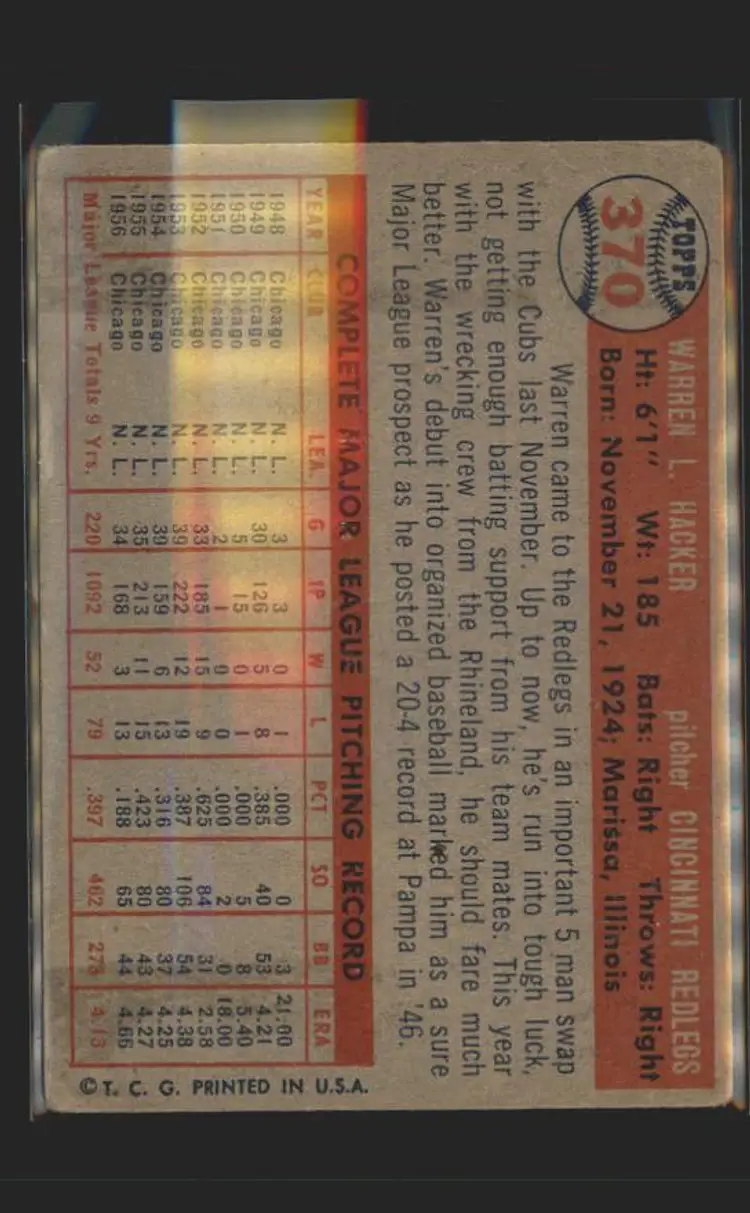 TOPPS
370
WARREN L. HACKER pitcher CINCINNATI REDLEGS
Ht: 6'1" Wt: 185 Bats: Right Throws: Right
Born: November 21, 1924; Marissa, Illinois
Warren came to the Redlegs in an important 5 man swap
with the Cubs last November. Up to now, he's run into tough luck,
not getting enough batting support from his team mates. This year
with the wrecking crew from the Rhineland, he should fare much
better. Warren's debut into organized baseball marked him as a sure
Major League prospect as he posted a 20-4 record at Pampa in '46.
COMPLETE MAJOR LEAGUE PITCHING RECORD
YEAR CLUB LEA. G IP W L PCT SO BB ERA
1948 Chicago N. L. 3 3 0 1 .000 0 3 21.00
1949 Chicago N. L. 30 126 5 8 .385 40 53 4.21
1950 Chicago N. L. 5 15 0 1 .000 5 8 5.40
1951 Chicago N. L. 2 1 0 0 .000 2 0 18.00
1952 Chicago N. L. 33 185 15 9 .625 84 31 2.58
1953 Chicago N. L. 39 222 12 19 .387 106 54 4.38
1954 Chicago N. L. 39 159 6 13 .316 80 37 4.25
1955 Chicago N. L. 35 213 11 15 .423 80 43 4.27
1956 Chicago N. L. 34 168 3 13 .188 65 44 4.66
Major League Totals 9 Yrs. 220 1092 52 79 .397 462 273 4.13
© T. C. G. PRINTED IN U.S.A.